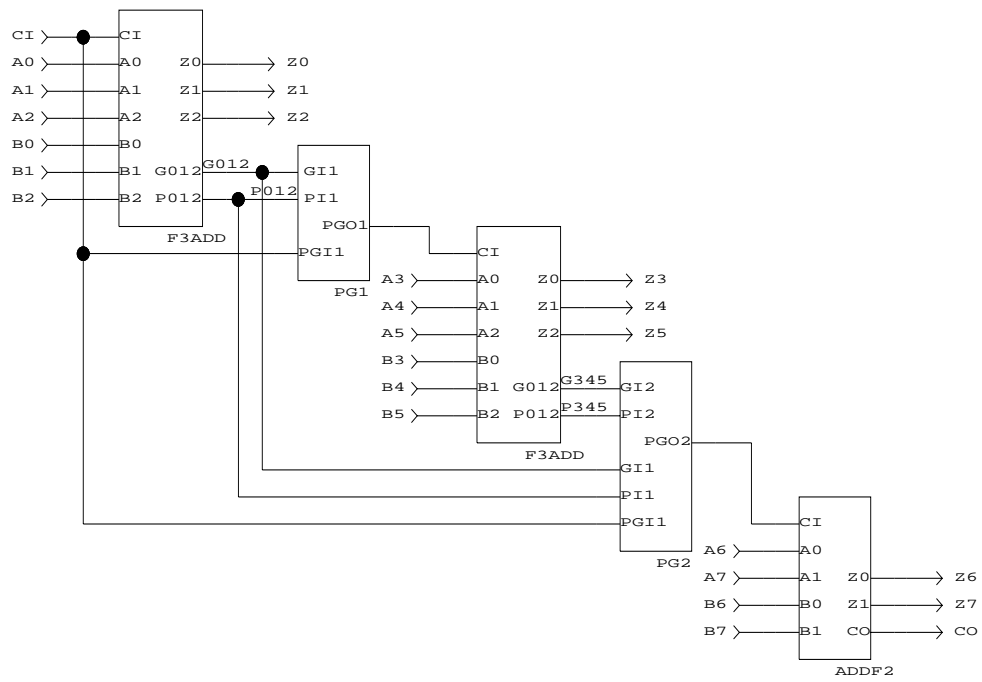 CI CI
A0 A0 Z0 Z0
A1 A1 Z1 Z1
A2 A2 Z2 Z2
B0 B0
B1 B1 G012 G012 GI1
B2 B2 P012 P012 PI1
PGO1
F3ADD
PGI1 CI
A3 A0 Z0 Z3
PG1
A4 A1 Z1 Z4
A5 A2 Z2 Z5
B3 B0
B4 B1 G012 G345 GI2
B5 B2 P012 P345 PI2
PGO2
F3ADD
GI1
PI1
PGI1 CI
A6 A0
PG2
A7 A1 Z0 Z6
B6 B0 Z1 Z7
B7 B1 CO CO
ADDF2